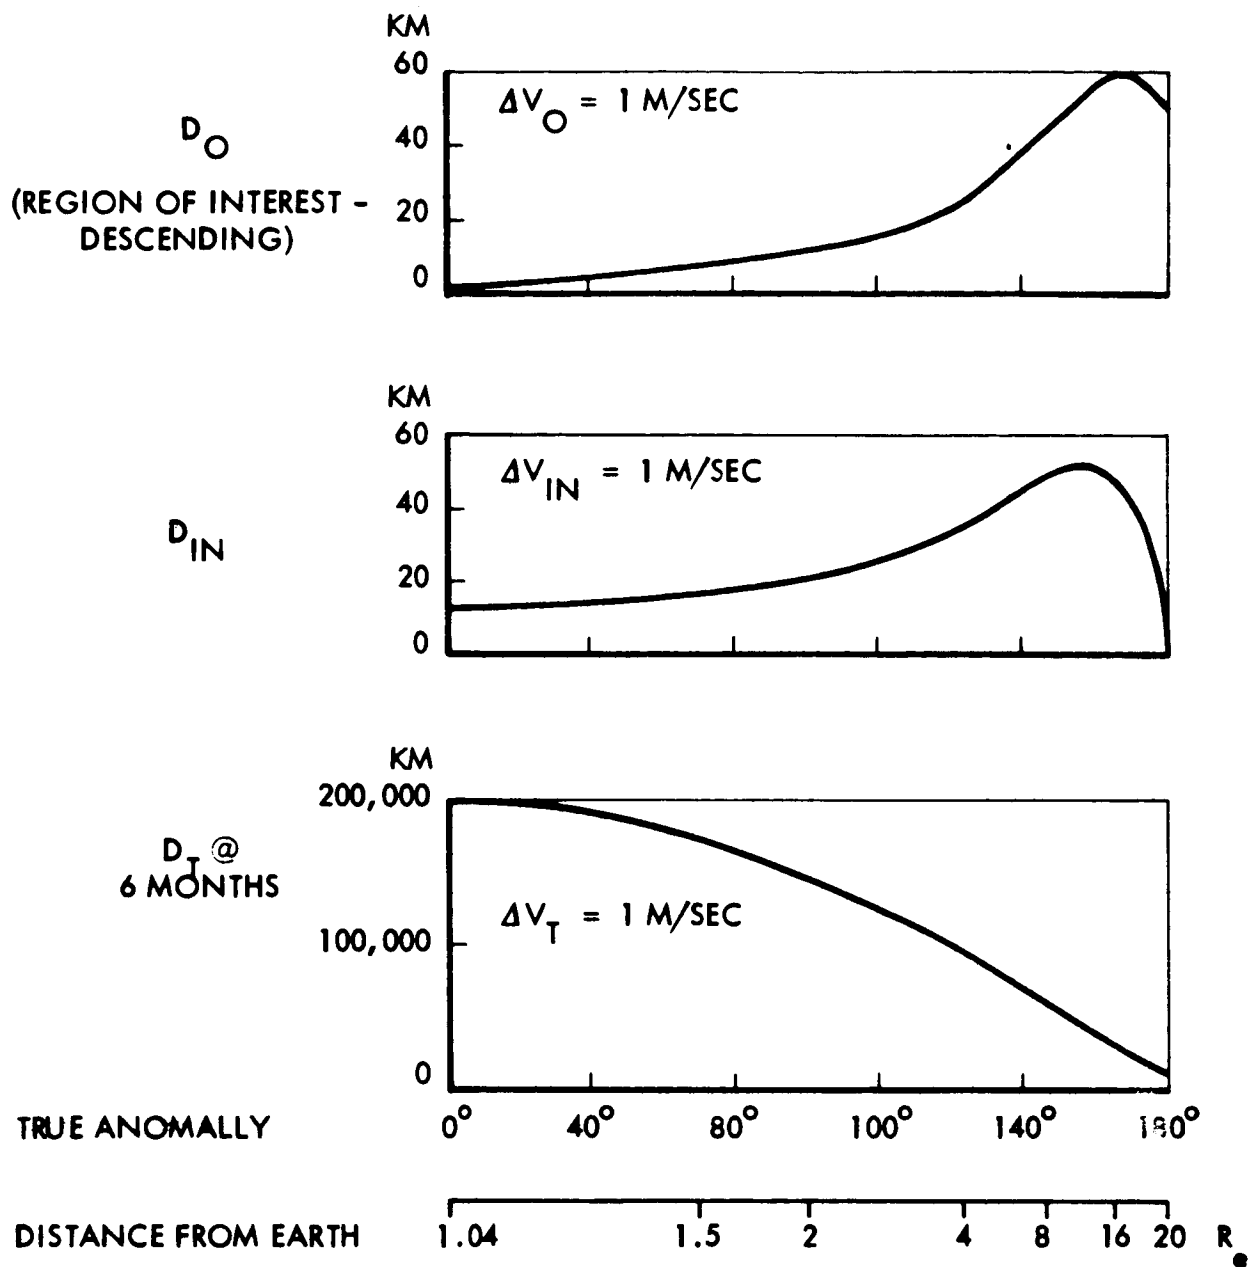 KM
60
40
20
0
ΔV_O = 1 M/SEC
D_O
(REGION OF INTEREST -
DESCENDING)
KM
60
40
20
0
ΔV_IN = 1 M/SEC
D_IN
KM
200,000
100,000
0
ΔV_T = 1 M/SEC
D_T @
6 MONTHS
TRUE ANOMALLY 0° 40° 80° 100° 140° 180°
DISTANCE FROM EARTH 1.04 1.5 2 4 8 16 20 R_e